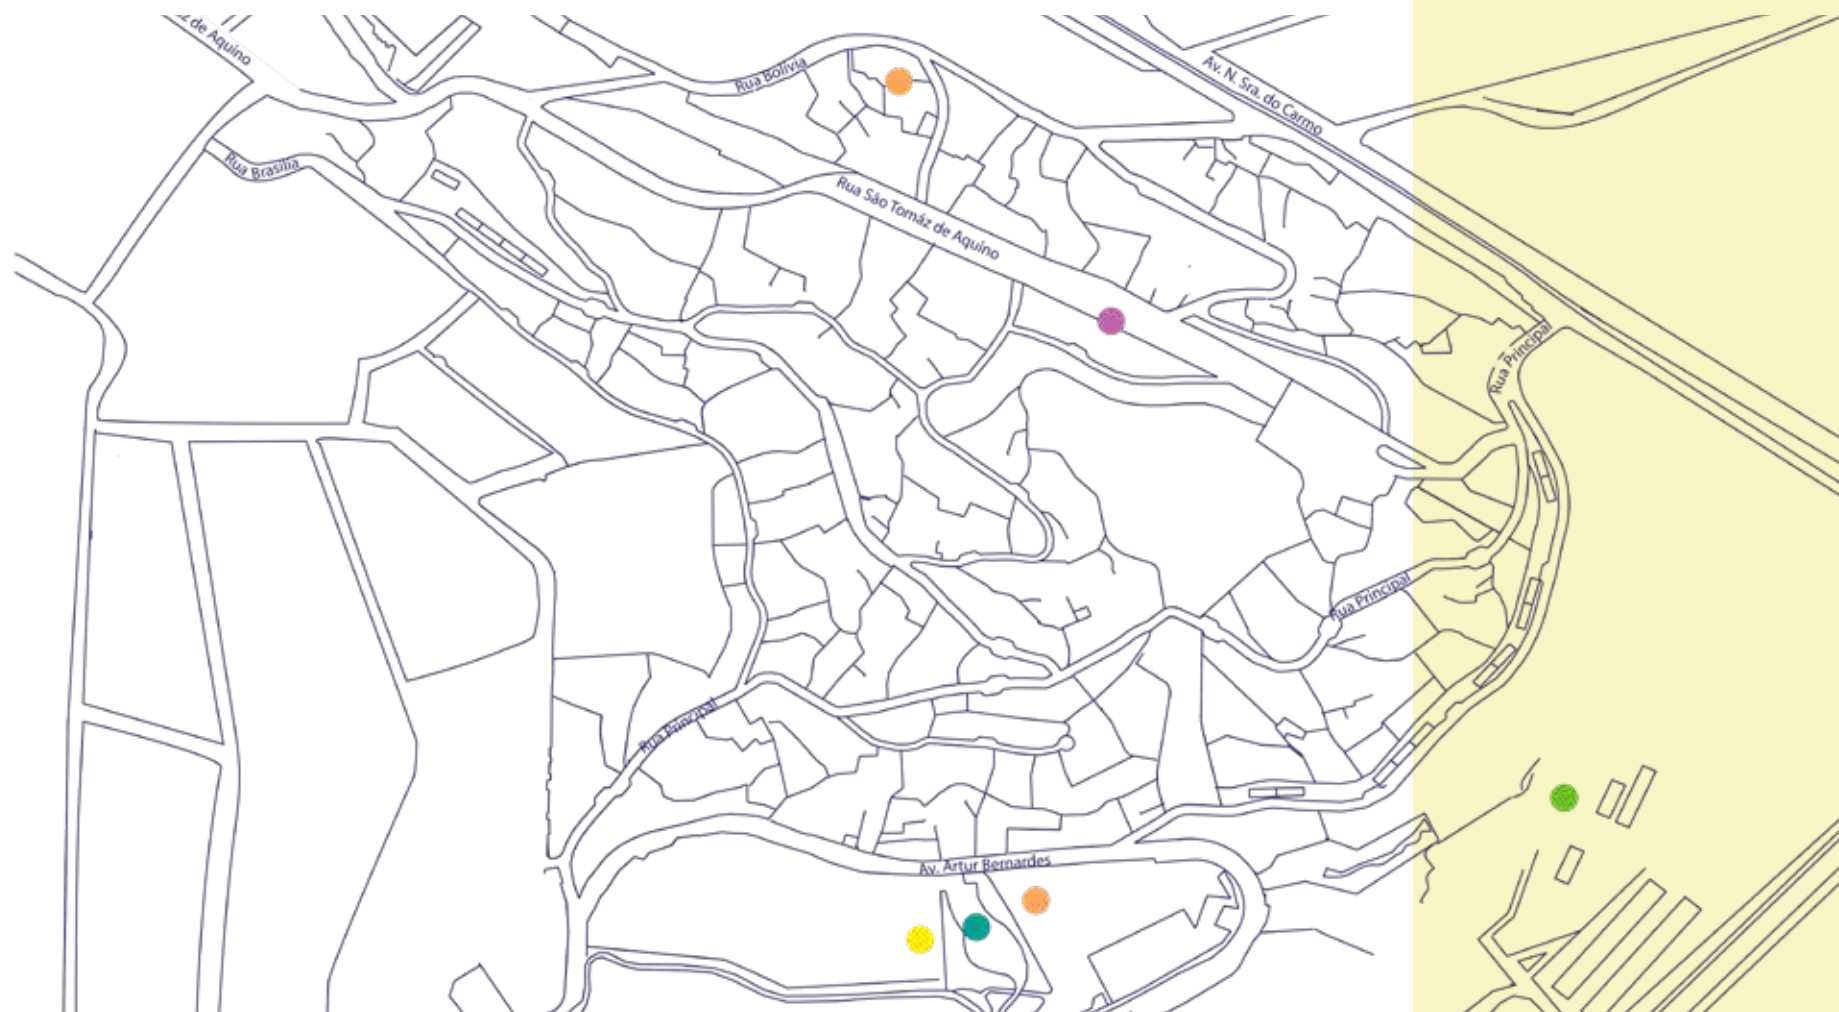 z de Aquino
Rua Bolívia
Av. N. Sra. do Carmo
Rua Brasília
Rua São Tomáz de Aquino
Rua Principal
Rua Principal
Rua Principal
Av. Artur Bernardes